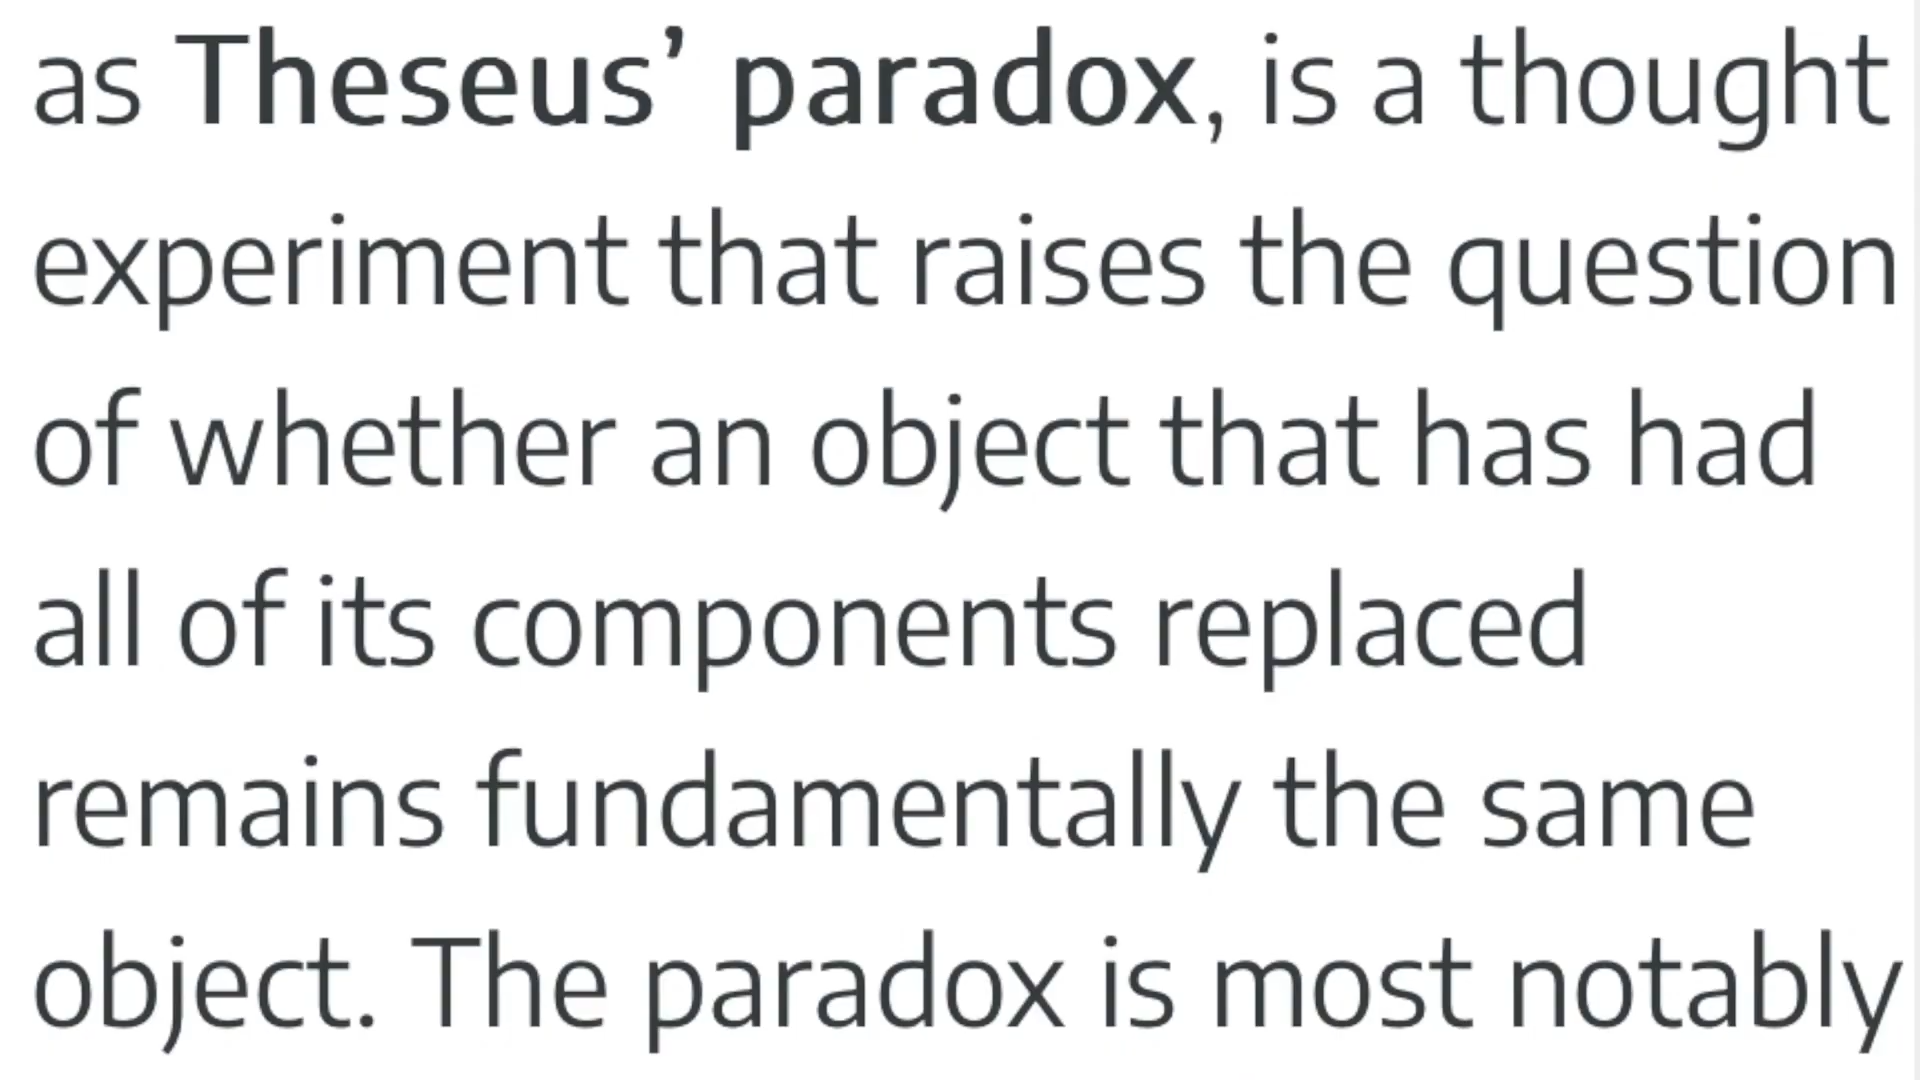 as Theseus’ paradox, is a thought
experiment that raises the question
of whether an object that has had
all of its components replaced
remains fundamentally the same
object. The paradox is most notably